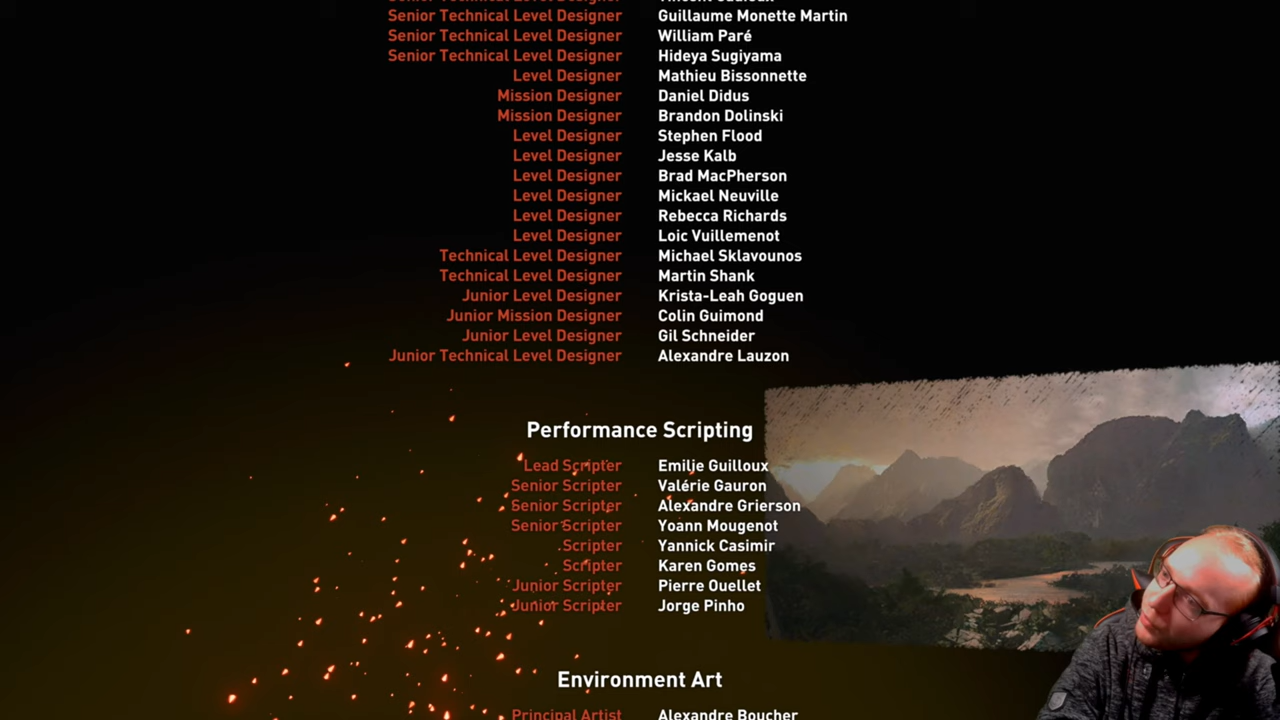 Senior Technical Level Designer Guillaume Monette Martin
Senior Technical Level Designer William Paré
Senior Technical Level Designer Hideya Sugiyama
Level Designer Mathieu Bissonnette
Mission Designer Daniel Didus
Mission Designer Brandon Dolinski
Level Designer Stephen Flood
Level Designer Jesse Kalb
Level Designer Brad MacPherson
Level Designer Mickael Neuville
Level Designer Rebecca Richards
Level Designer Loic Vuillemenot
Technical Level Designer Michael Sklavounos
Technical Level Designer Martin Shank
Junior Level Designer Krista-Leah Goguen
Junior Mission Designer Colin Guimond
Junior Level Designer Gil Schneider
Junior Technical Level Designer Alexandre Lauzon
Performance Scripting
Lead Scripter Emilie Guilloux
Senior Scripter Valérie Gauron
Senior Scripter Alexandre Grierson
Senior Scripter Yoann Mougenot
Scripter Yannick Casimir
Scripter Karen Gomes
Junior Scripter Pierre Ouellet
Junior Scripter Jorge Pinho
Environment Art
Principal Artist Alexandre Boucher